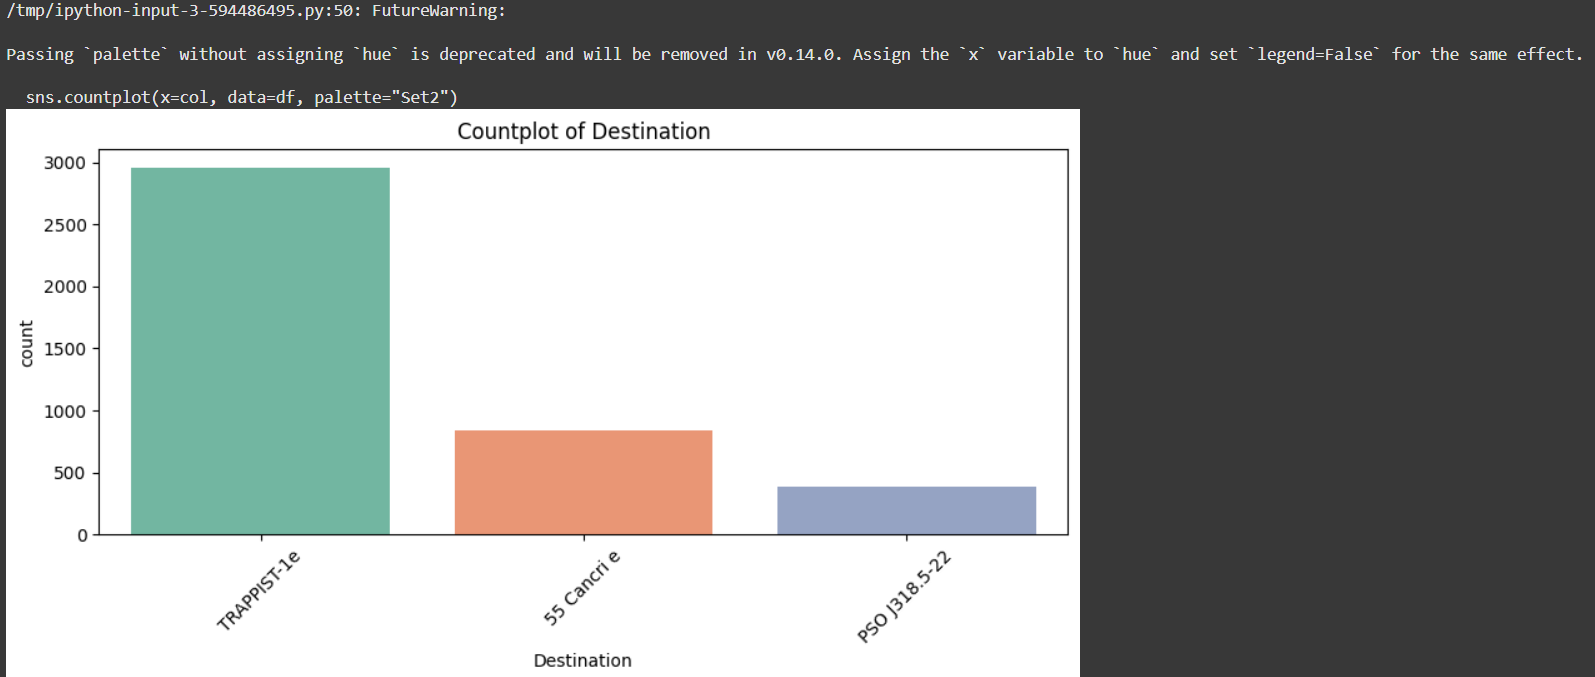 /tmp/ipython-input-3-594486495.py:50: FutureWarning:
Passing `palette` without assigning `hue` is deprecated and will be removed in v0.14.0. Assign the `x` variable to `hue` and set `legend=False` for the same effect.
sns.countplot(x=col, data=df, palette="Set2")
Countplot of Destination
3000
2500
2000
1500
1000
500
0
count
TRAPPIST-1e
55 Cancri e
PSO J318.5-22
Destination